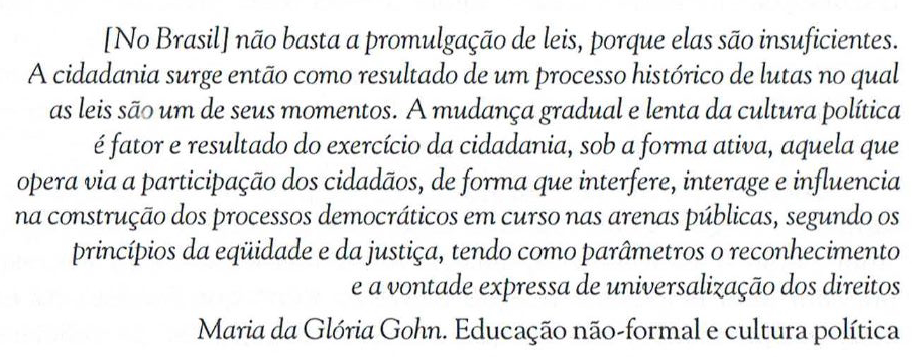 [No Brasil] não basta a promulgação de leis, porque elas são insuficientes.
A cidadania surge então como resultado de um processo histórico de lutas no qual
as leis são um de seus momentos. A mudança gradual e lenta da cultura política
é fator e resultado do exercício da cidadania, sob a forma ativa, aquela que
opera via a participação dos cidadãos, de forma que interfere, interage e influencia
na construção dos processos democráticos em curso nas arenas públicas, segundo os
princípios da eqüidade e da justiça, tendo como parâmetros o reconhecimento
e a vontade expressa de universalização dos direitos
Maria da Glória Gohn. Educação não-formal e cultura política